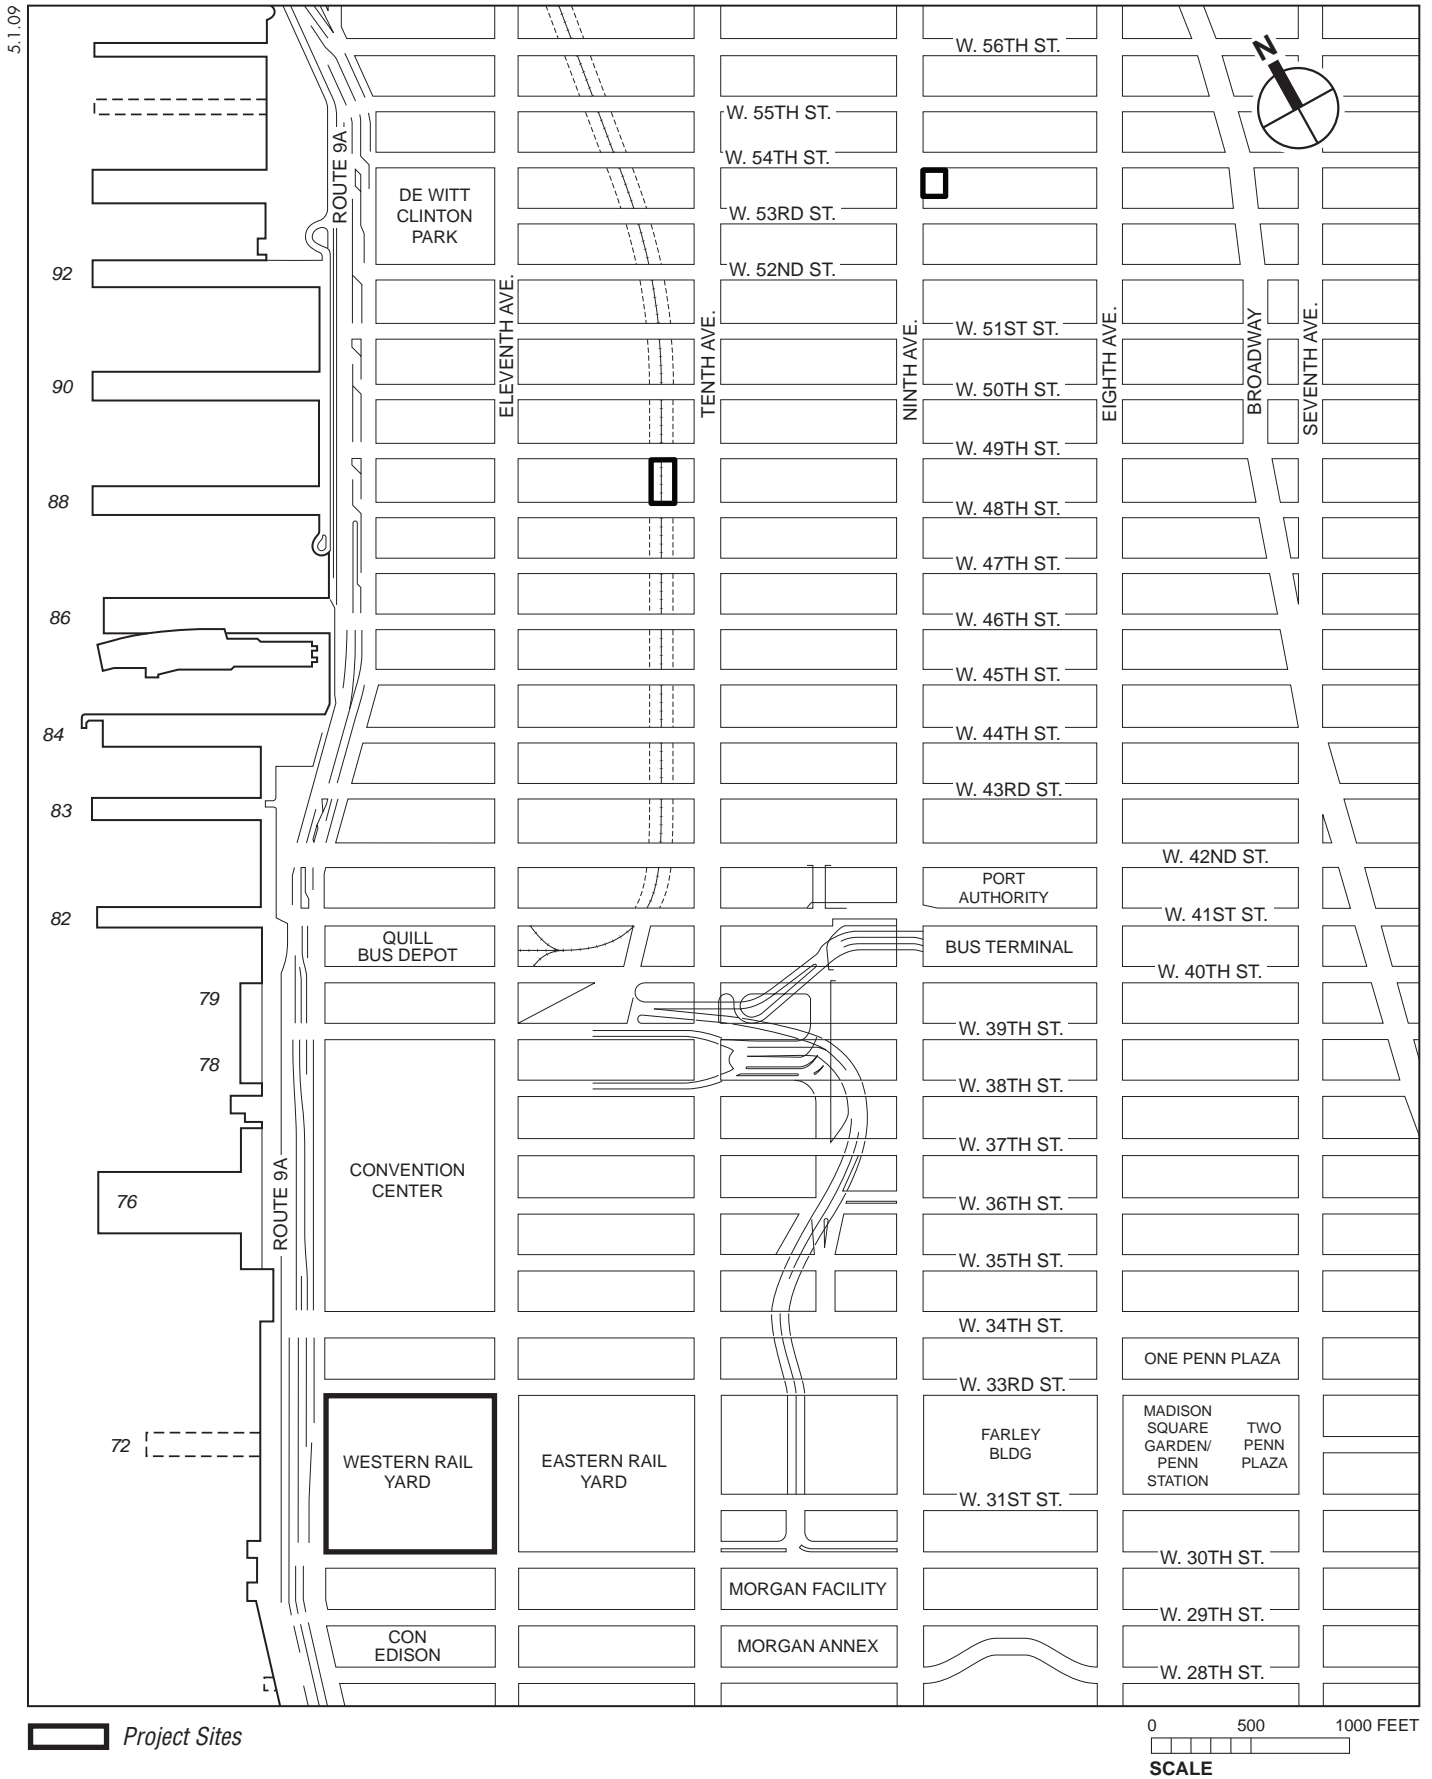 5.1.09
W. 56TH ST.
N
W. 55TH ST.
ROUTE 9A
W. 54TH ST.
DE WITT
CLINTON
PARK
W. 53RD ST.
92
W. 52ND ST.
ELEVENTH AVE.
TENTH AVE.
NINTH AVE.
W. 51ST ST.
EIGHTH AVE.
BROADWAY
SEVENTH AVE.
90
W. 50TH ST.
W. 49TH ST.
88
W. 48TH ST.
W. 47TH ST.
86
W. 46TH ST.
W. 45TH ST.
84
W. 44TH ST.
83
W. 43RD ST.
W. 42ND ST.
PORT
AUTHORITY
82
W. 41ST ST.
QUILL
BUS DEPOT
BUS TERMINAL
W. 40TH ST.
79
W. 39TH ST.
78
W. 38TH ST.
W. 37TH ST.
ROUTE 9A
CONVENTION
CENTER
76
W. 36TH ST.
W. 35TH ST.
W. 34TH ST.
ONE PENN PLAZA
W. 33RD ST.
72
WESTERN RAIL
YARD
EASTERN RAIL
YARD
FARLEY
BLDG
MADISON
SQUARE
GARDEN/
PENN
STATION
TWO
PENN
PLAZA
W. 31ST ST.
W. 30TH ST.
MORGAN FACILITY
W. 29TH ST.
CON
EDISON
MORGAN ANNEX
W. 28TH ST.
Project Sites
0 500 1000 FEET
SCALE